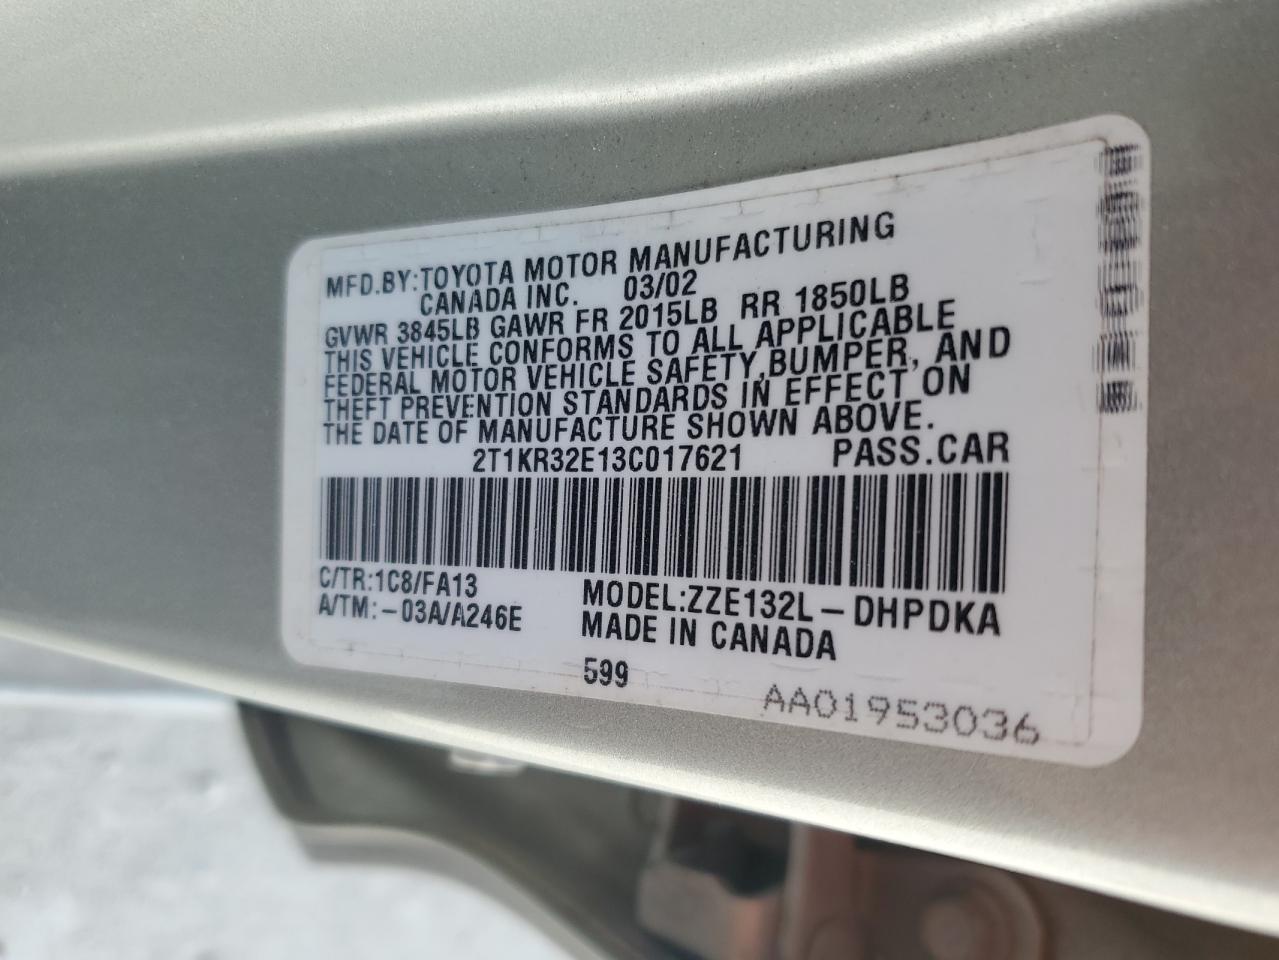 MFD.BY:TOYOTA MOTOR MANUFACTURING
CANADA INC. 03/02
GVWR 3845LB GAWR FR 2015LB RR 1850LB
THIS VEHICLE CONFORMS TO ALL APPLICABLE
FEDERAL MOTOR VEHICLE SAFETY,BUMPER, AND
THEFT PREVENTION STANDARDS IN EFFECT ON
THE DATE OF MANUFACTURE SHOWN ABOVE.
2T1KR32E13C017621 PASS.CAR
C/TR:1C8/FA13 MODEL:ZZE132L-DHPDKA
A/TM:-03A/A246E MADE IN CANADA
599
AA01953036